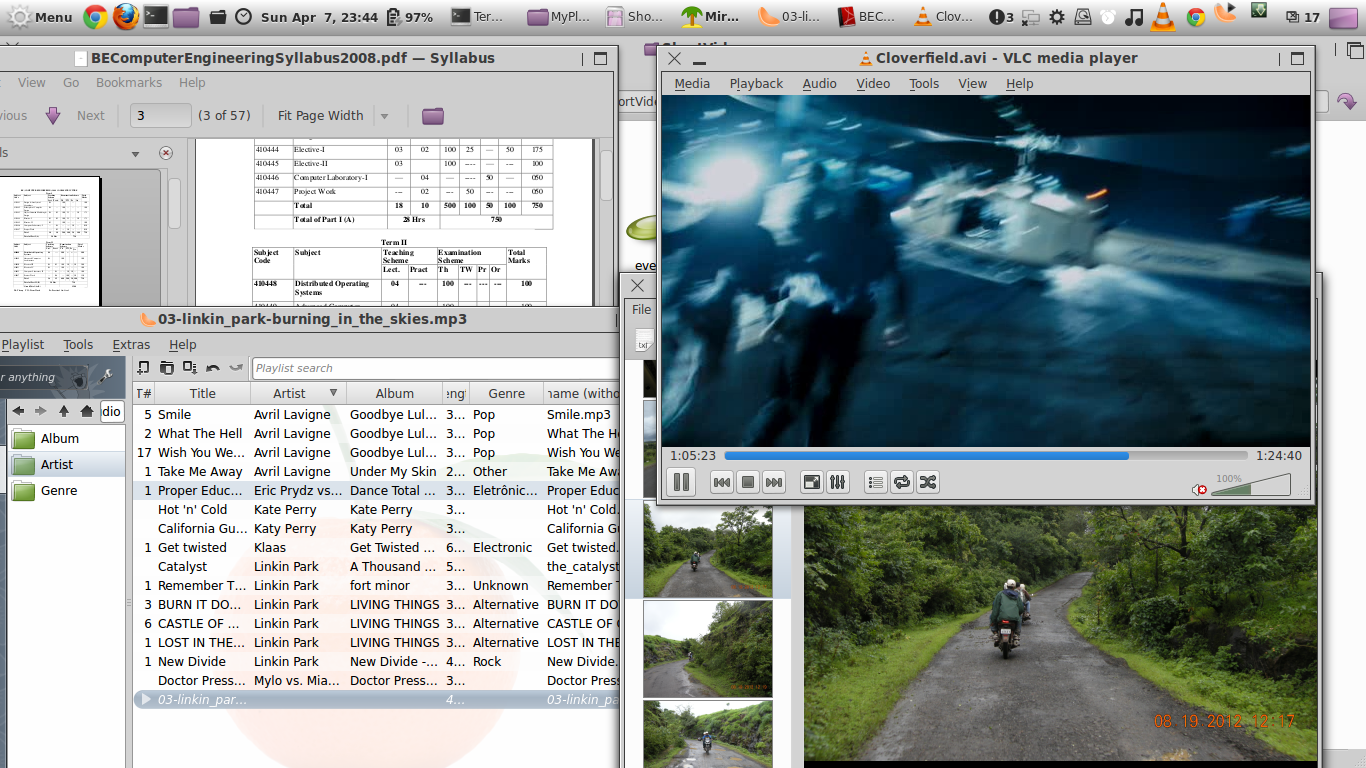 Menu Sun Apr 7, 23:44 97% Ter... MyPl... Sho... Mir... 03-li... BEC... Clov... 3 17
BEComputerEngineeringSyllabus2008.pdf — Syllabus
View Go Bookmarks Help
Next 3 (3 of 57) Fit Page Width
410444 Elective-I 03 02 100 25 --- 50 175
410445 Elective-II 03 100 ---- --- --- 100
410446 Computer Laboratory-I --- 04 --- --- 50 --- 050
410447 Project Work --- 02 --- 50 --- --- 050
Total 18 10 500 100 50 100 750
Total of Part I (A) 28 Hrs 750
Term II
Subject Code Subject Teaching Scheme Examination Scheme Total Marks
Lect. Pract Th TW Pr Or
410448 Distributed Operating Systems 04 --- 100 --- --- --- 100
03-linkin_park-burning_in_the_skies.mp3
Playlist Tools Extras Help
r anything
Playlist search
dio
Album
Artist
Genre
T# Title Artist Album eng Genre name (witho
5 Smile Avril Lavigne Goodbye Lul... 3... Pop Smile.mp3
2 What The Hell Avril Lavigne Goodbye Lul... 3... Pop What The H
17 Wish You We... Avril Lavigne Goodbye Lul... 3... Pop Wish You We
1 Take Me Away Avril Lavigne Under My Skin 2... Other Take Me Awa
1 Proper Educ... Eric Prydz vs... Dance Total ... 3... Eletrônic... Proper Educ
Hot 'n' Cold Kate Perry Kate Perry 3... Hot 'n' Cold.
California Gu... Katy Perry Katy Perry 3... California Gu
1 Get twisted Klaas Get Twisted ... 6... Electronic Get twisted.
Catalyst Linkin Park A Thousand ... 5... the_catalyst
1 Remember T... Linkin Park fort minor 3... Unknown Remember T
3 BURN IT DO... Linkin Park LIVING THINGS 3... Alternative BURN IT DO
6 CASTLE OF ... Linkin Park LIVING THINGS 3... Alternative CASTLE OF
1 LOST IN THE... Linkin Park LIVING THINGS 3... Alternative LOST IN THE
1 New Divide Linkin Park New Divide -... 4... Rock New Divide.
Doctor Press... Mylo vs. Mia... Doctor Press... 3... Doctor Press
03-linkin_par... 4... 03-linkin_pa
Cloverfield.avi - VLC media player
Media Playback Audio Video Tools View Help
1:05:23 1:24:40
100%
ortVide
eve
File
txt
08 19 2012 12:17